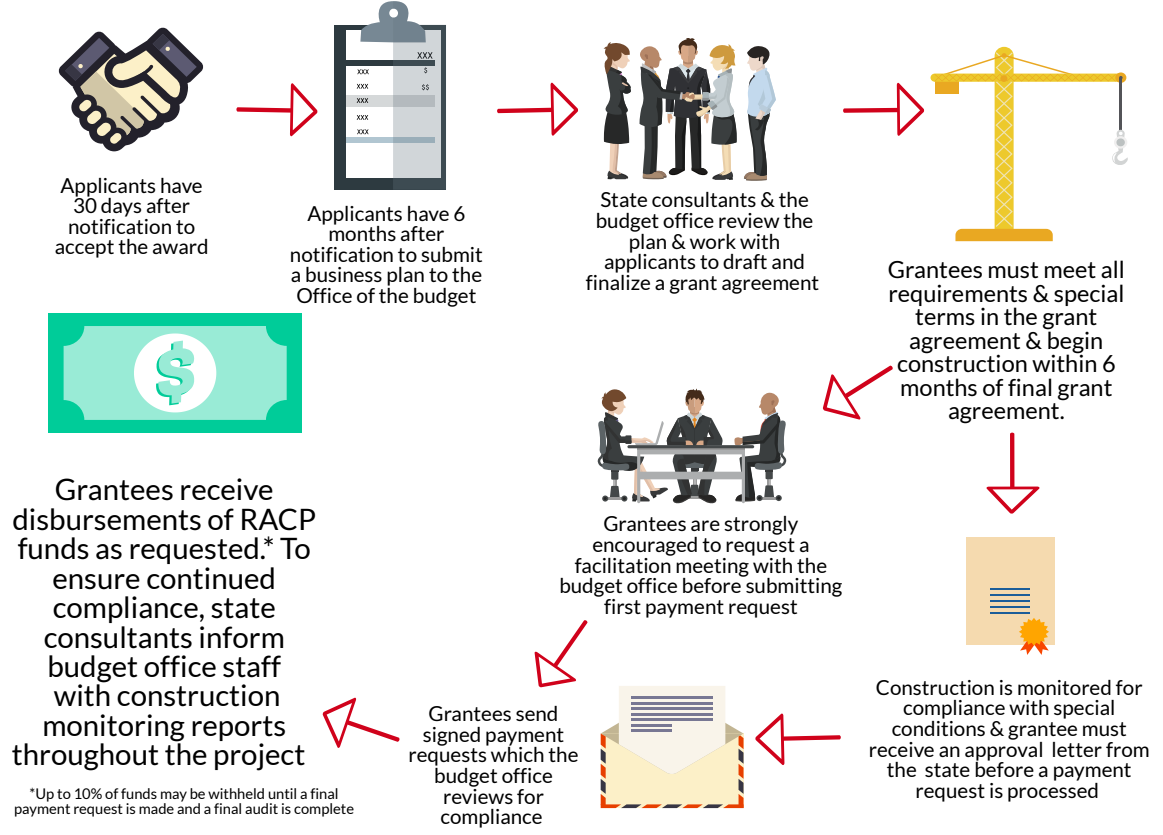 Applicants have
30 days after
notification to
accept the award
XXX
xxx
$
xxx
$$
xxx
xxx
xxx
Applicants have 6
months after
notification to submit
a business plan to the
Office of the budget
State consultants & the
budget office review the
plan & work with
applicants to draft and
finalize a grant agreement
Grantees must meet all
requirements & special
terms in the grant
agreement & begin
construction within 6
months of final grant
agreement.
Grantees are strongly
encouraged to request a
facilitation meeting with the
budget office before submitting
first payment request
Construction is monitored for
compliance with special
conditions & grantee must
receive an approval letter from
the state before a payment
request is processed
Grantees send
signed payment
requests which the
budget office
reviews for
compliance
$
Grantees receive
disbursements of RACP
funds as requested.* To
ensure continued
compliance, state
consultants inform
budget office staff
with construction
monitoring reports
throughout the project
*Up to 10% of funds may be withheld until a final
payment request is made and a final audit is complete